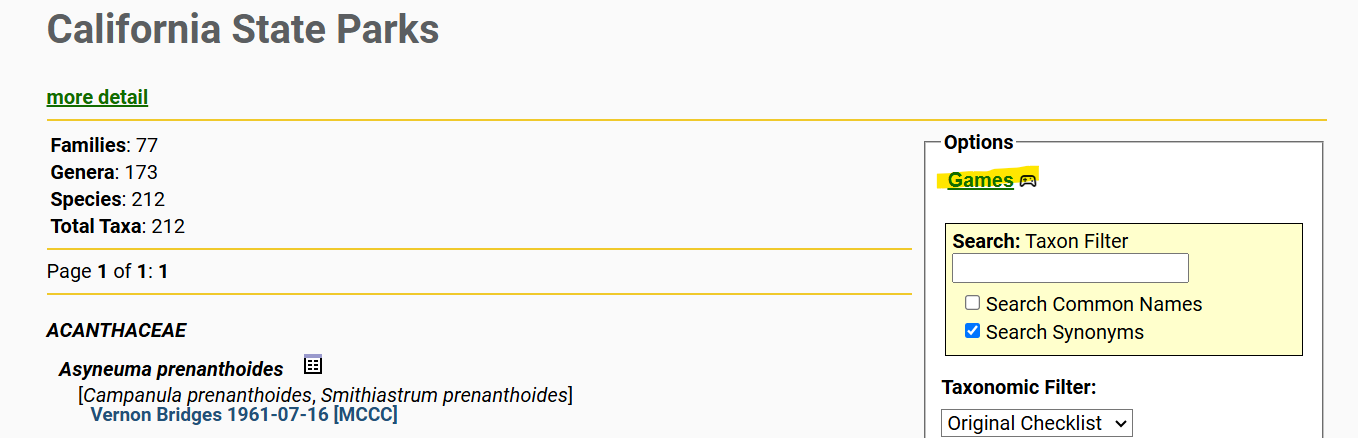 California State Parks
more detail
Families: 77
Genera: 173
Species: 212
Total Taxa: 212
Page 1 of 1: 1
ACANTHACEAE
Asyneuma prenanthoides
[Campanula prenanthoides, Smithiastrum prenanthoides]
Vernon Bridges 1961-07-16 [MCCC]
Options
Games
Search: Taxon Filter
Search Common Names
Search Synonyms
Taxonomic Filter:
Original Checklist